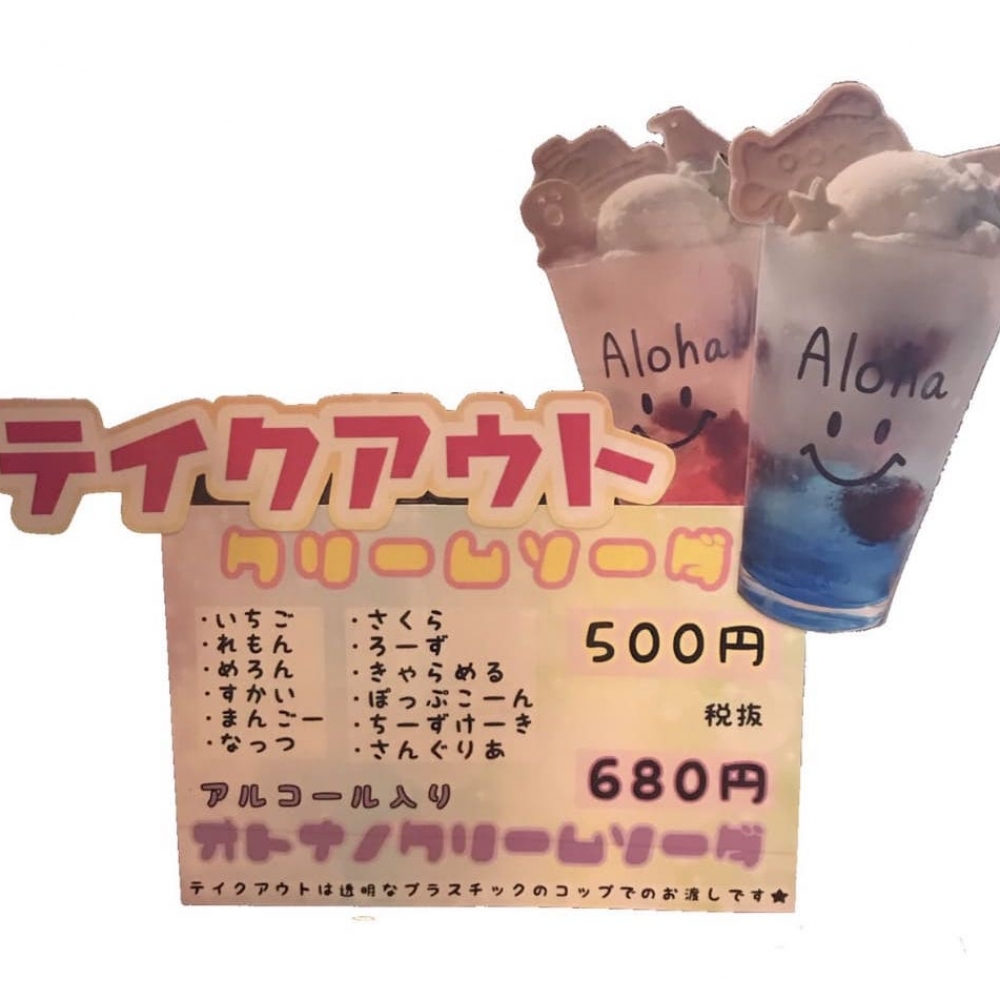 Aloha
Aloha
テイクアウト
クリームソーダ
・いちご
・れもん
・めろん
・すかい
・まんごー
・なっつ
・さくら
・ろーず
・きゃらめる
・ぽっぷこーん
・ちーずけーき
・さんぐりあ
500円
税抜
680円
アルコール入り
オトナノクリームソーダ
テイクアウトは透明なプラスチックのコップでのお渡しです★